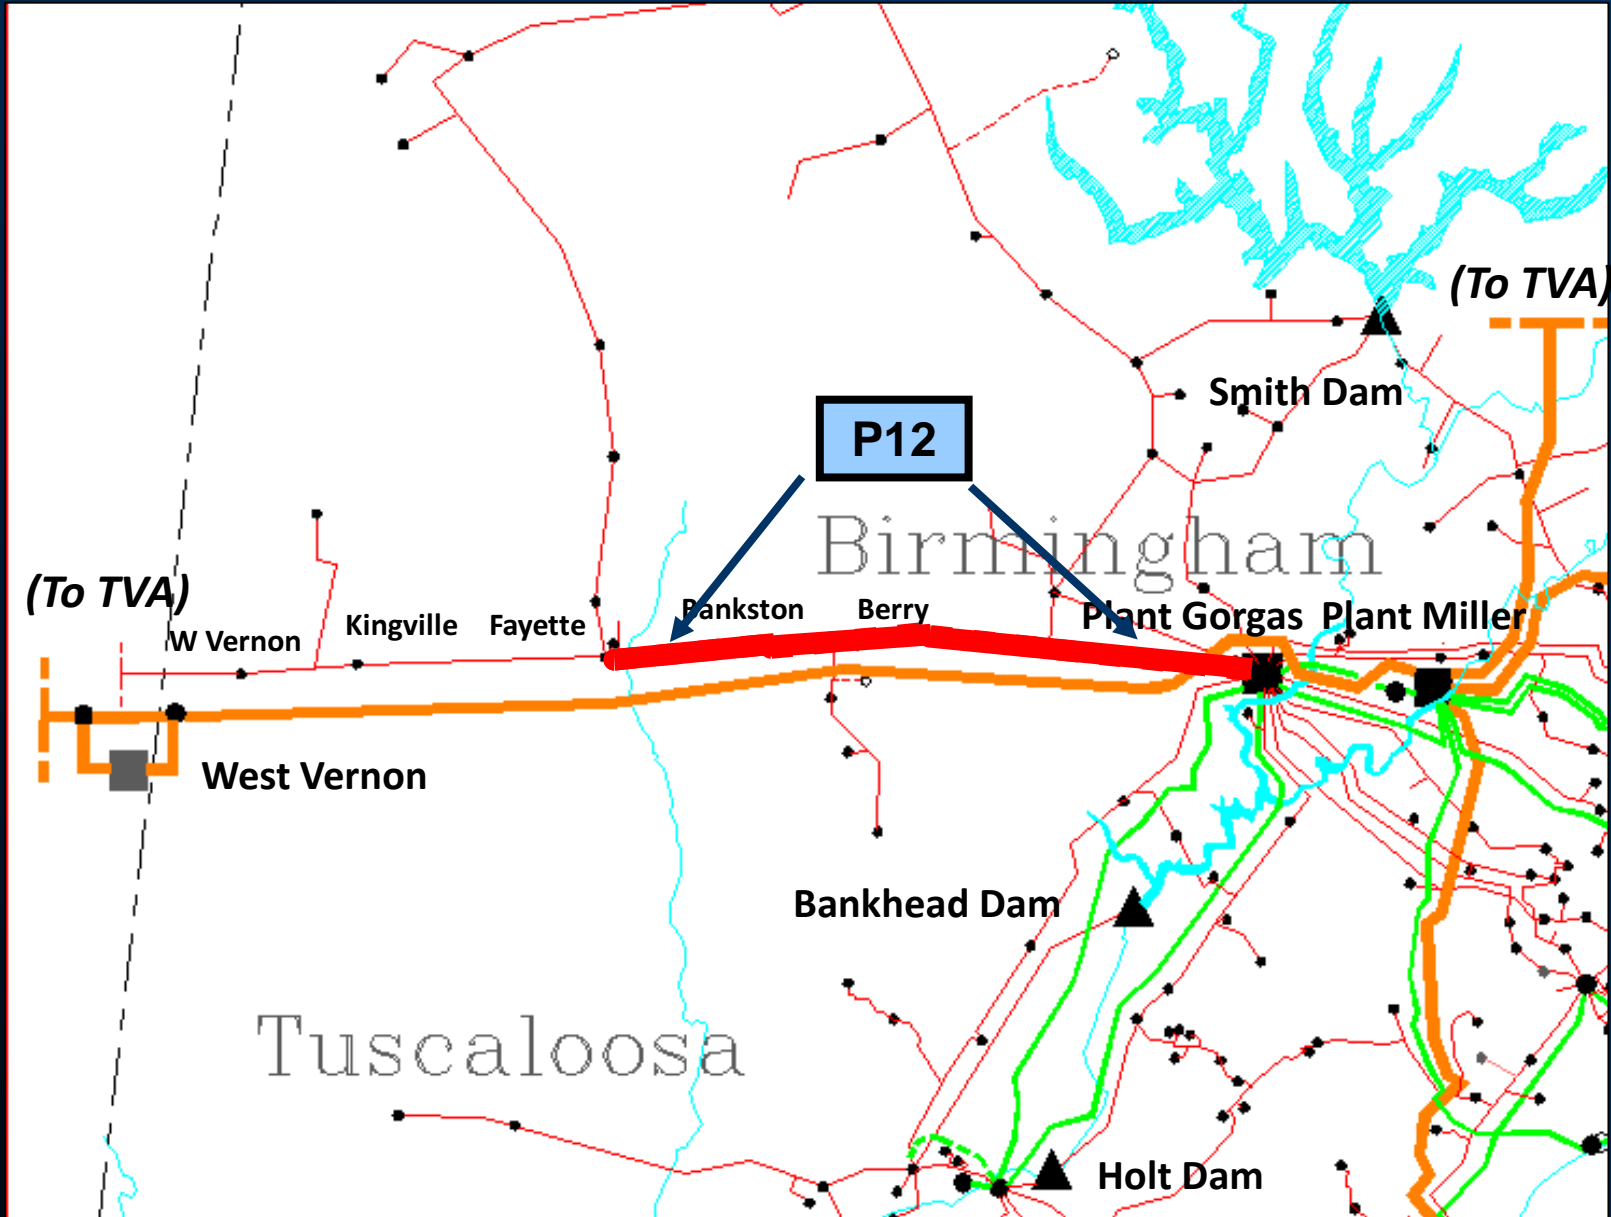 (To TVA)
Smith Dam
P12
Birmingham
(To TVA)
Bankston
Berry
Plant Gorgas
Plant Miller
W Vernon
Kingville
Fayette
West Vernon
Bankhead Dam
Tuscaloosa
Holt Dam